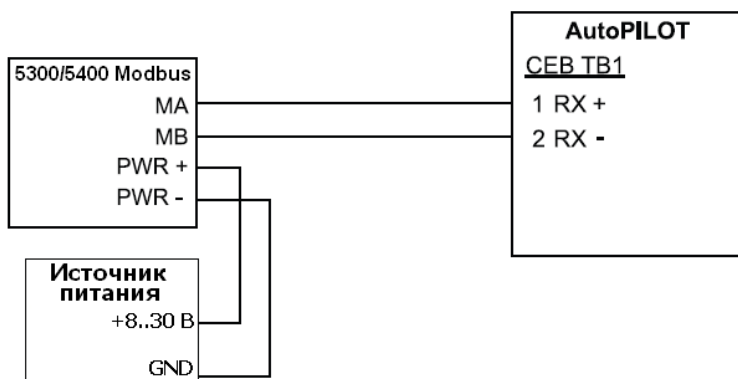 5300/5400 Modbus
MA
MB
PWR +
PWR -
Источник
питания
+8..30 В
GND
AutoPILOT
CEB TB1
1 RX +
2 RX -